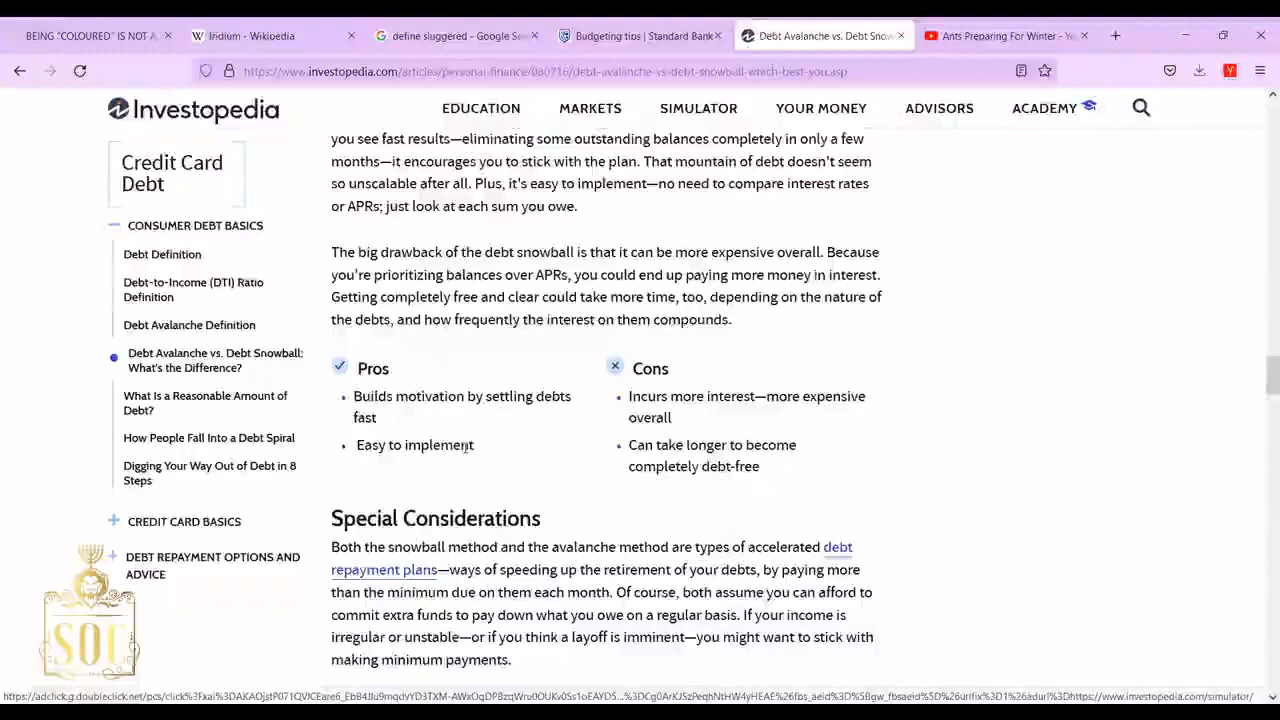 BEING "COLOURED" IS NOT A
Iridium - Wikipedia
define sluggered - Google Se
Budgeting tips | Standard Bank
Debt Avalanche vs. Debt Snow
Ants Preparing For Winter - Y
https://www.investopedia.com/articles/personal-finance/080716/debt-avalanche-vs-debt-snowball-which-best-you.asp
Investopedia
EDUCATION MARKETS SIMULATOR YOUR MONEY ADVISORS ACADEMY
Credit Card
Debt
CONSUMER DEBT BASICS
Debt Definition
Debt-to-Income (DTI) Ratio
Definition
Debt Avalanche Definition
Debt Avalanche vs. Debt Snowball:
What's the Difference?
What Is a Reasonable Amount of
Debt?
How People Fall Into a Debt Spiral
Digging Your Way Out of Debt in 8
Steps
CREDIT CARD BASICS
DEBT REPAYMENT OPTIONS AND
ADVICE
you see fast results—eliminating some outstanding balances completely in only a few
months—it encourages you to stick with the plan. That mountain of debt doesn't seem
so unscalable after all. Plus, it's easy to implement—no need to compare interest rates
or APRs; just look at each sum you owe.
The big drawback of the debt snowball is that it can be more expensive overall. Because
you're prioritizing balances over APRs, you could end up paying more money in interest.
Getting completely free and clear could take more time, too, depending on the nature of
the debts, and how frequently the interest on them compounds.
Pros
Builds motivation by settling debts
fast
Easy to implement
Cons
Incurs more interest—more expensive
overall
Can take longer to become
completely debt-free
Special Considerations
Both the snowball method and the avalanche method are types of accelerated debt
repayment plans—ways of speeding up the retirement of your debts, by paying more
than the minimum due on them each month. Of course, both assume you can afford to
commit extra funds to pay down what you owe on a regular basis. If your income is
irregular or unstable—or if you think a layoff is imminent—you might want to stick with
making minimum payments.
SOU